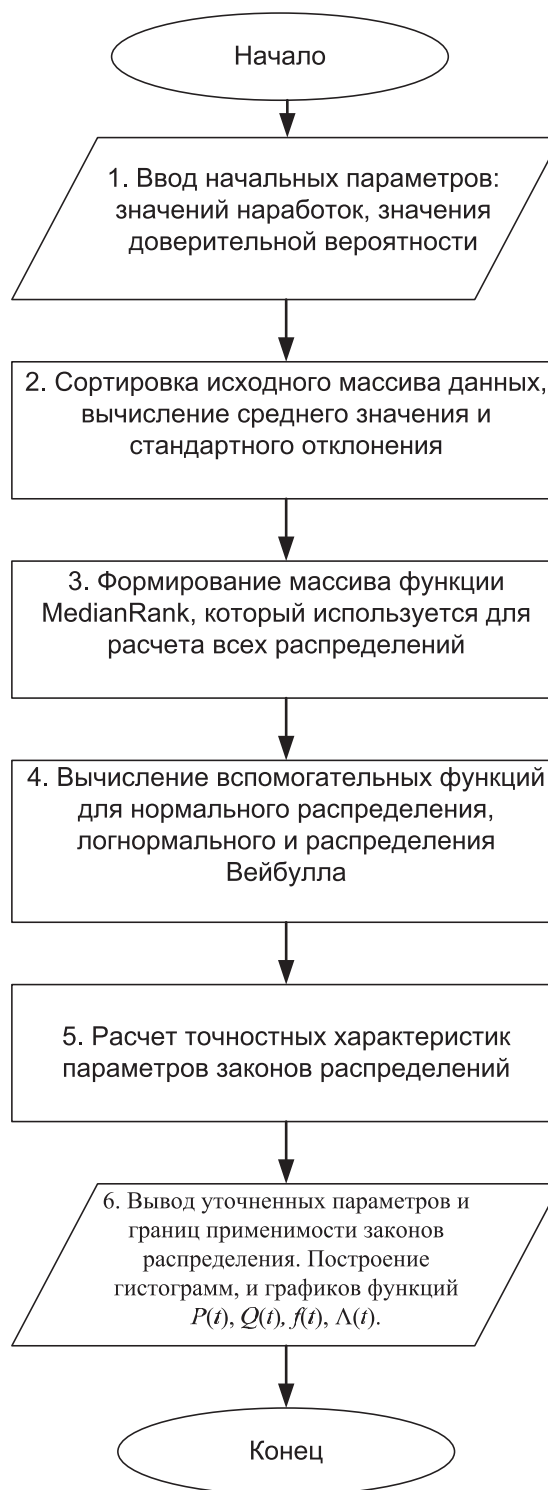 Начало
1. Ввод начальных параметров:
значений наработок, значения
доверительной вероятности
2. Сортировка исходного массива данных,
вычисление среднего значения и
стандартного отклонения
3. Формирование массива функции
MedianRank, который используется для
расчета всех распределений
4. Вычисление вспомогательных функций
для нормального распределения,
логнормального и распределения
Вейбулла
5. Расчет точностных характеристик
параметров законов распределений
6. Вывод уточненных параметров и
границ применимости законов
распределения. Построение
гистограмм, и графиков функций
P(t), Q(t), f(t), Λ(t).
Конец